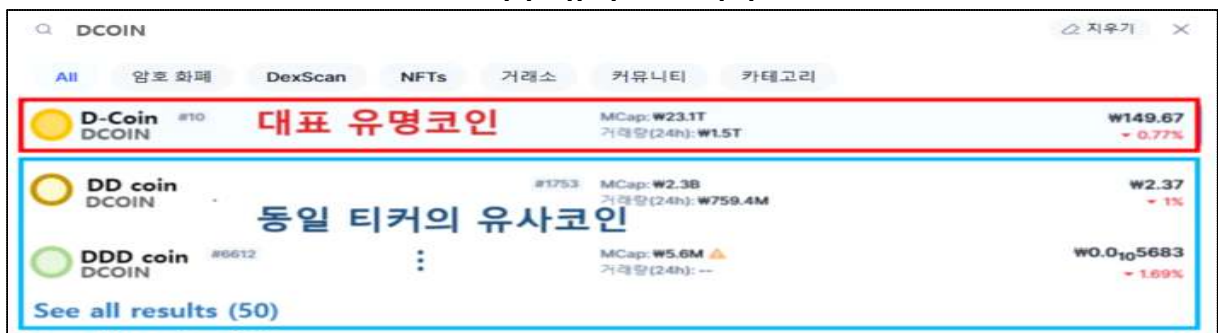 DCOIN 지우기
All 암호 화폐 DexScan NFTs 거래소 커뮤니티 카테고리
D-Coin #10 대표 유명코인 MCap: ₩23.1T ₩149.67
DCOIN 거래량(24h): ₩1.5T 0.77%
DD coin #1753 MCap: ₩2.3B ₩2.37
DCOIN 거래량(24h): ₩759.4M 1%
동일 티커의 유사코인
DDD coin #6612 MCap: ₩5.6M ₩0.0₁₀5683
DCOIN 거래량(24h): -- 1.69%
See all results (50)